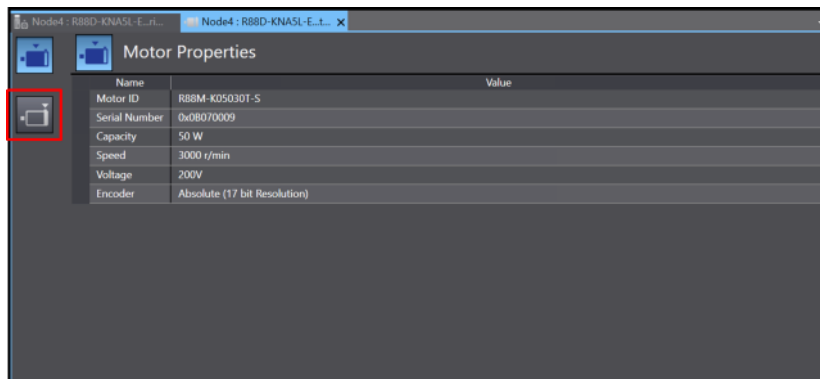 Node4 : R88D-KNA5L-E...ri... Node4 : R88D-KNA5L-E...t... X
Motor Properties
Name Value
Motor ID R88M-K05030T-S
Serial Number 0x0B070009
Capacity 50 W
Speed 3000 r/min
Voltage 200V
Encoder Absolute (17 bit Resolution)